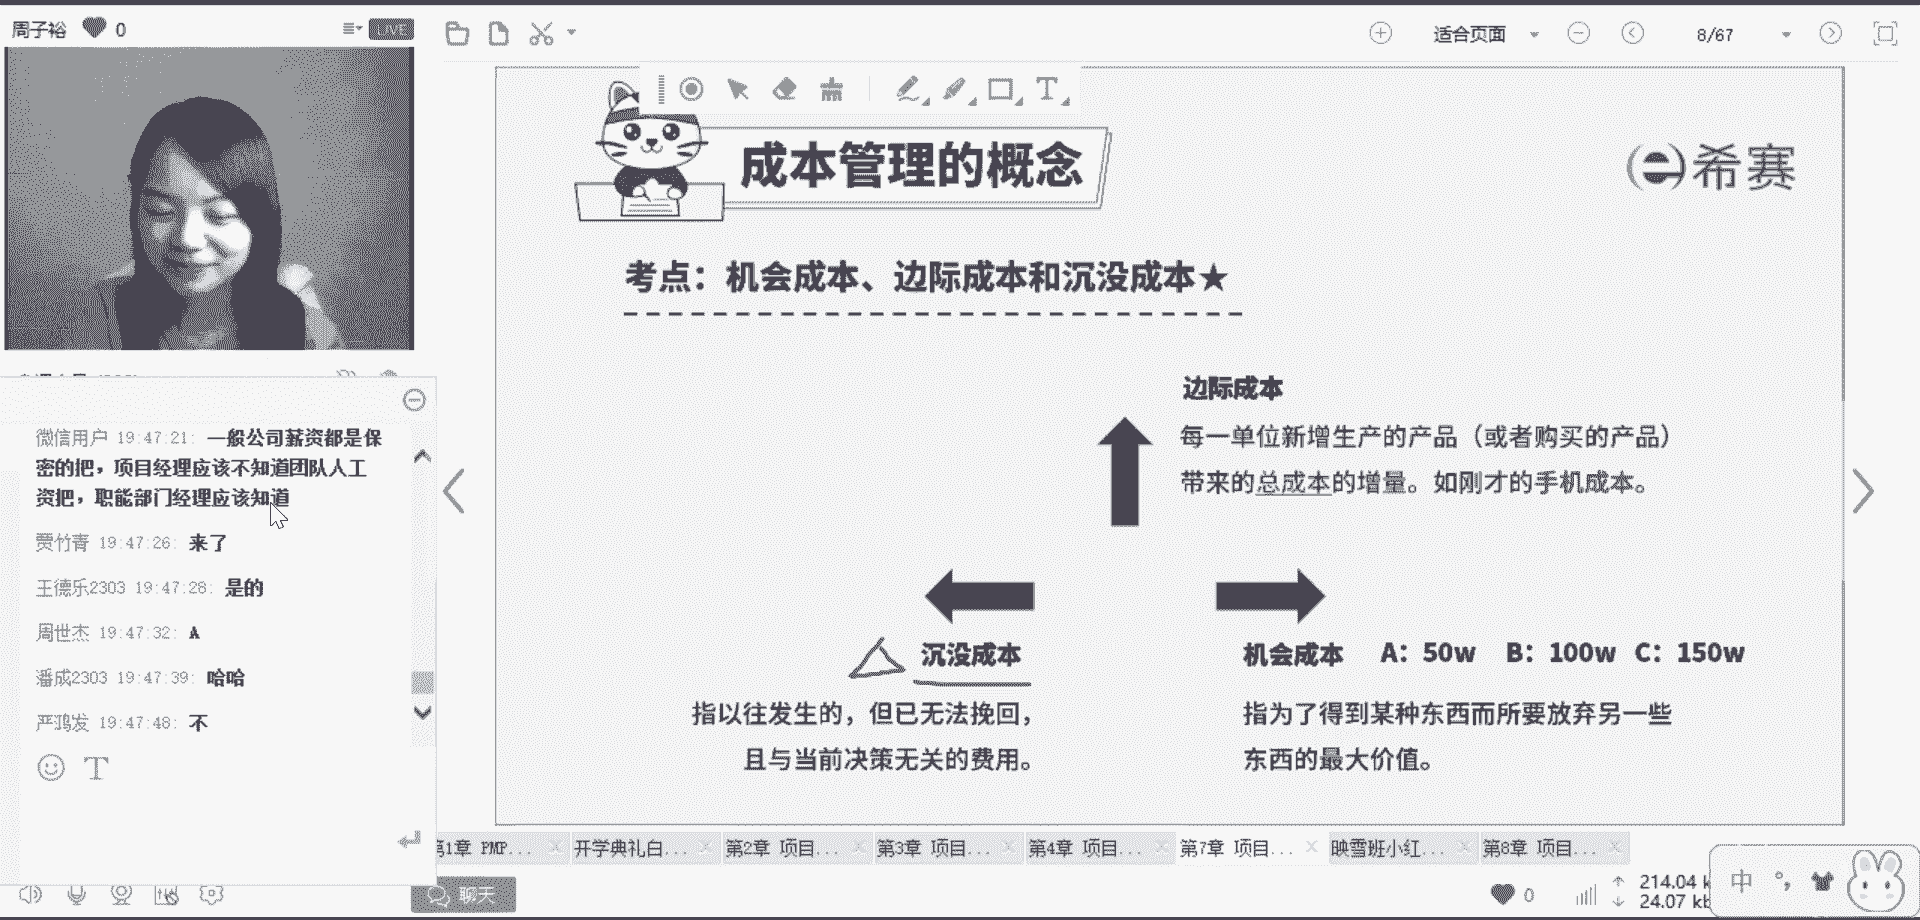 周子裕 0 LIVE
适合页面 8/67
成本管理的概念
希赛
考点：机会成本、边际成本和沉没成本★
边际成本
每一单位新增生产的产品（或者购买的产品）
带来的总成本的增量。如刚才的手机成本。
沉没成本
指以往发生的，但已无法挽回，
且与当前决策无关的费用。
机会成本 A：50w B：100w C：150w
指为了得到某种东西而所要放弃另一些
东西的最大价值。
微信用户 19:47:21: 一般公司薪资都是保
密的把，项目经理应该不知道团队人工
资把，职能部门经理应该知道
贾竹青 19:47:26: 来了
王德乐2303 19:47:28: 是的
周世杰 19:47:32: A
潘成2303 19:47:39: 哈哈
严鸿发 19:47:48: 不
T
第1章 PMP... 开学典礼白... 第2章 项目... 第3章 项目... 第4章 项目... 第7章 项目... 映雪班小红... 第8章 项目...
聊天
0
214.04 k
24.07 kb
中